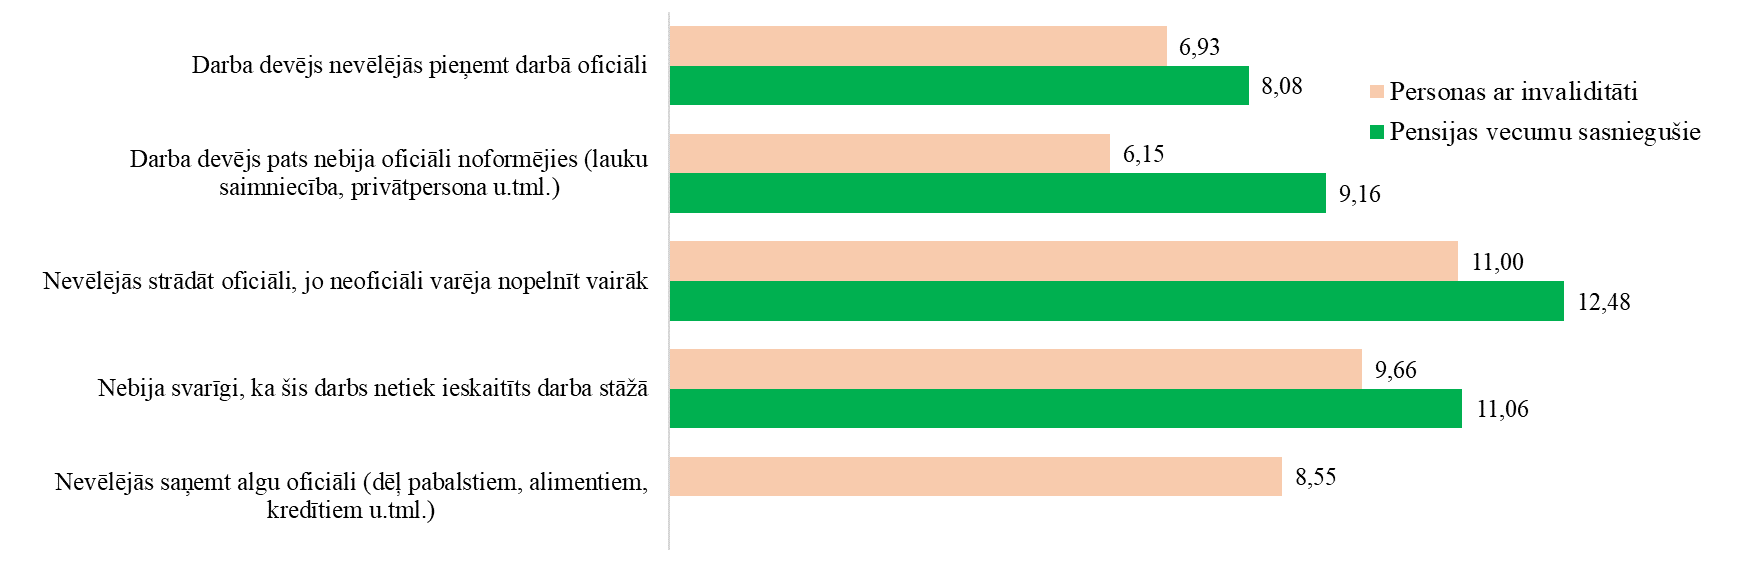 Darba devējs nevēlējās pieņemt darbā oficiāli
6,93
8,08
Personas ar invaliditāti
Pensijas vecumu sasniegušie
Darba devējs pats nebija oficiāli noformējies (lauku
saimniecība, privātpersona u.tml.)
6,15
9,16
Nevēlējās strādāt oficiāli, jo neoficiāli varēja nopelnīt vairāk
11,00
12,48
Nebija svarīgi, ka šis darbs netiek ieskaitīts darba stāžā
9,66
11,06
Nevēlējās saņemt algu oficiāli (dēļ pabalstiem, alimentiem,
kredītiem u.tml.)
8,55